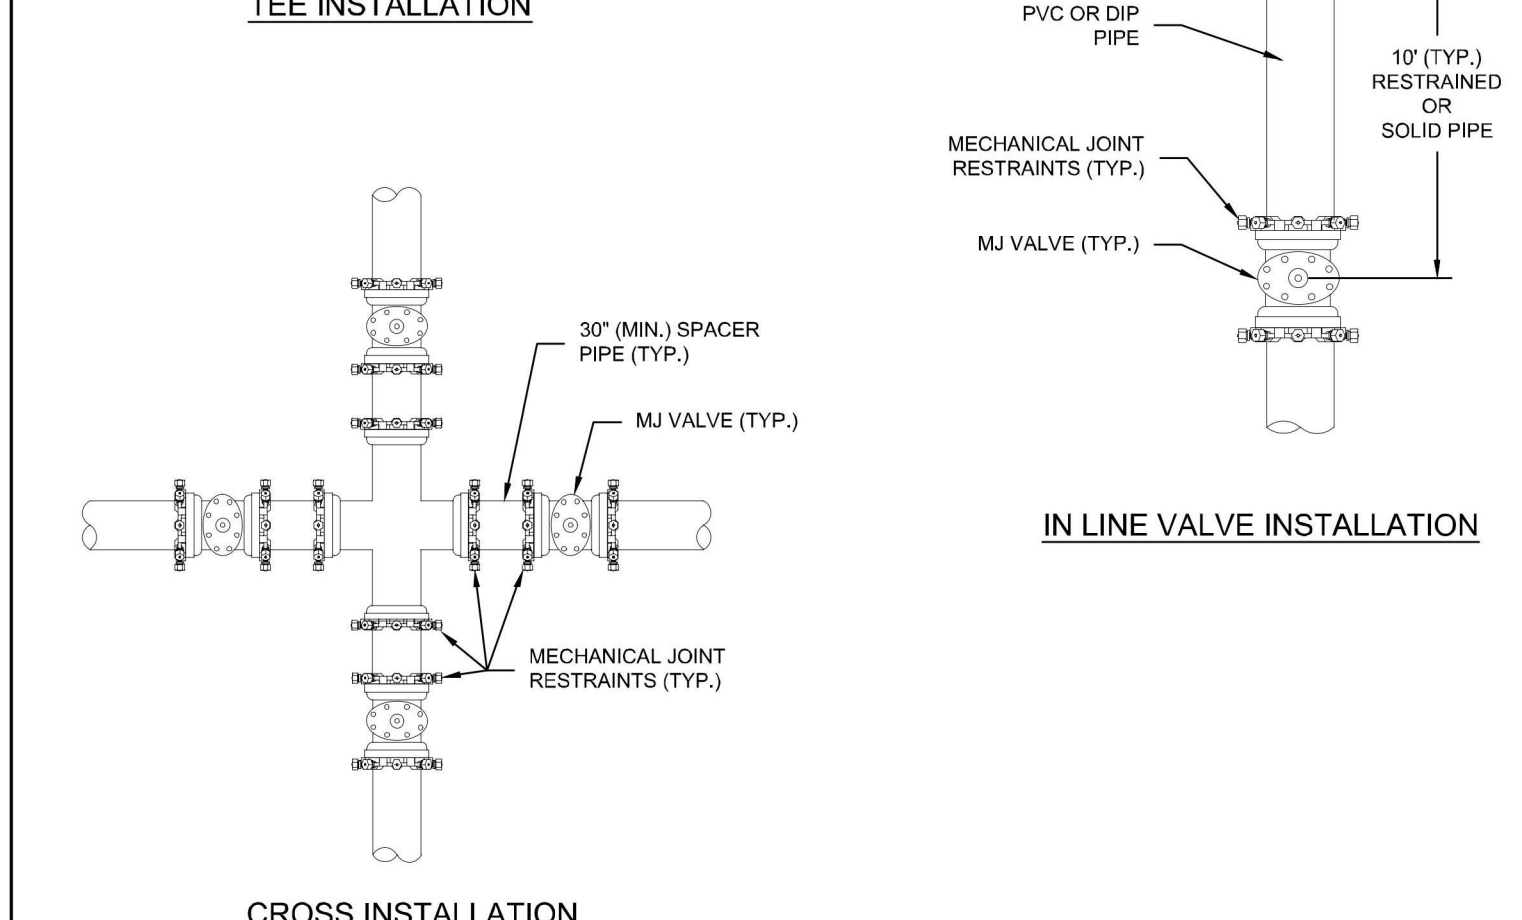 TEE INSTALLATION
PVC OR DIP
PIPE
10' (TYP.)
RESTRAINED
OR
SOLID PIPE
MECHANICAL JOINT
RESTRAINTS (TYP.)
MJ VALVE (TYP.)
30" (MIN.) SPACER
PIPE (TYP.)
MJ VALVE (TYP.)
IN LINE VALVE INSTALLATION
MECHANICAL JOINT
RESTRAINTS (TYP.)
CROSS INSTALLATION